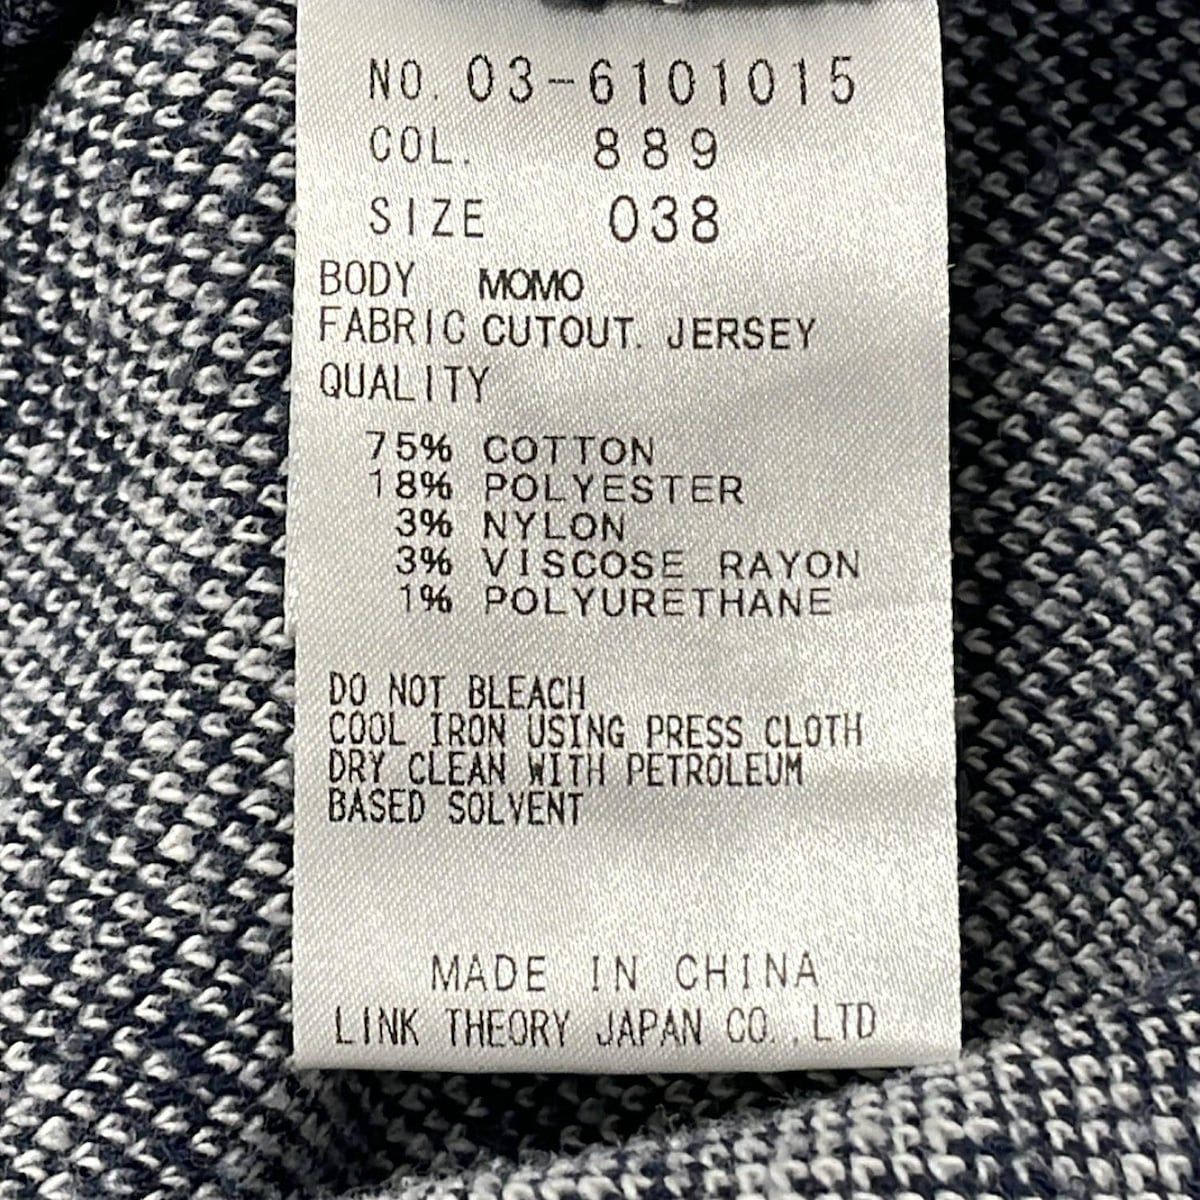 NO. 03-6101015
COL. 889
SIZE 038
BODY MOMO
FABRIC CUTOUT. JERSEY
QUALITY
75% COTTON
18% POLYESTER
3% NYLON
3% VISCOSE RAYON
1% POLYURETHANE
DO NOT BLEACH
COOL IRON USING PRESS CLOTH
DRY CLEAN WITH PETROLEUM
BASED SOLVENT
MADE IN CHINA
LINK THEORY JAPAN CO.,LTD